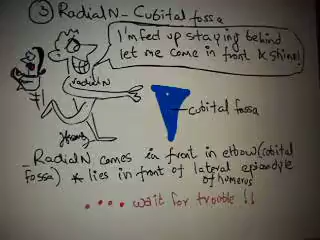 ③ Radial N - Cubital fossa
I'm fed up staying behind
let me come in front & shine!
radial N
cubital fossa
- Radial N comes in front in elbow (cubital
fossa) * lies in front of lateral epicondyle
of humerus
.... wait for trouble !!